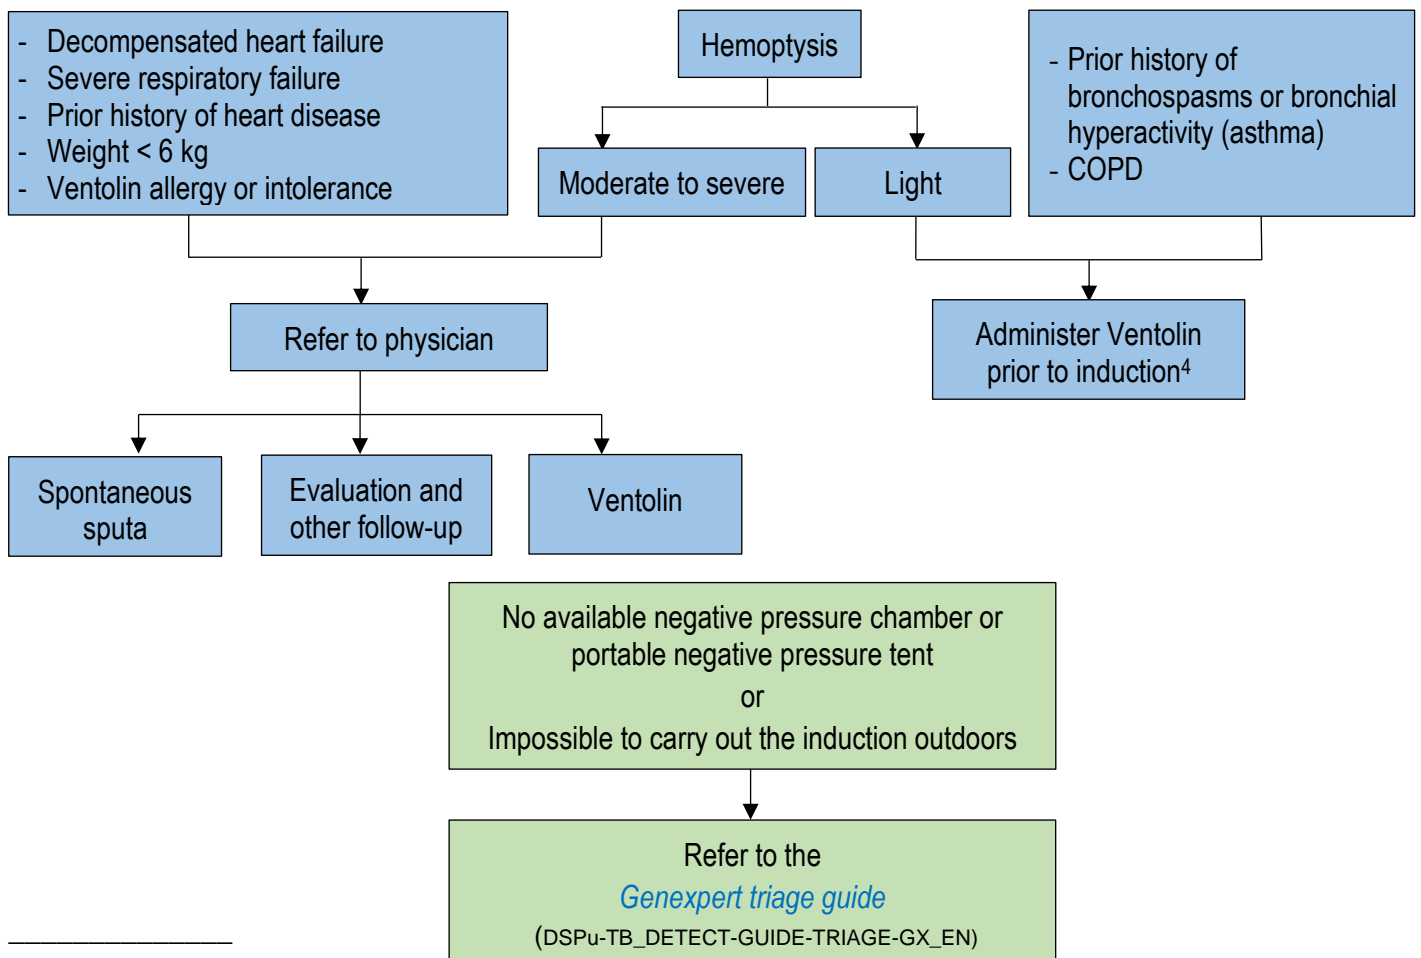 - Decompensated heart failure
- Severe respiratory failure
- Prior history of heart disease
- Weight < 6 kg
- Ventolin allergy or intolerance
Hemoptysis
- Prior history of
bronchospasms or bronchial
hyperactivity (asthma)
- COPD
Moderate to severe
Light
Refer to physician
Administer Ventolin
prior to induction4
Spontaneous
sputa
Evaluation and
other follow-up
Ventolin
No available negative pressure chamber or
portable negative pressure tent
or
Impossible to carry out the induction outdoors
Refer to the
Genexpert triage guide
(DSPu-TB_DETECT-GUIDE-TRIAGE-GX_EN)